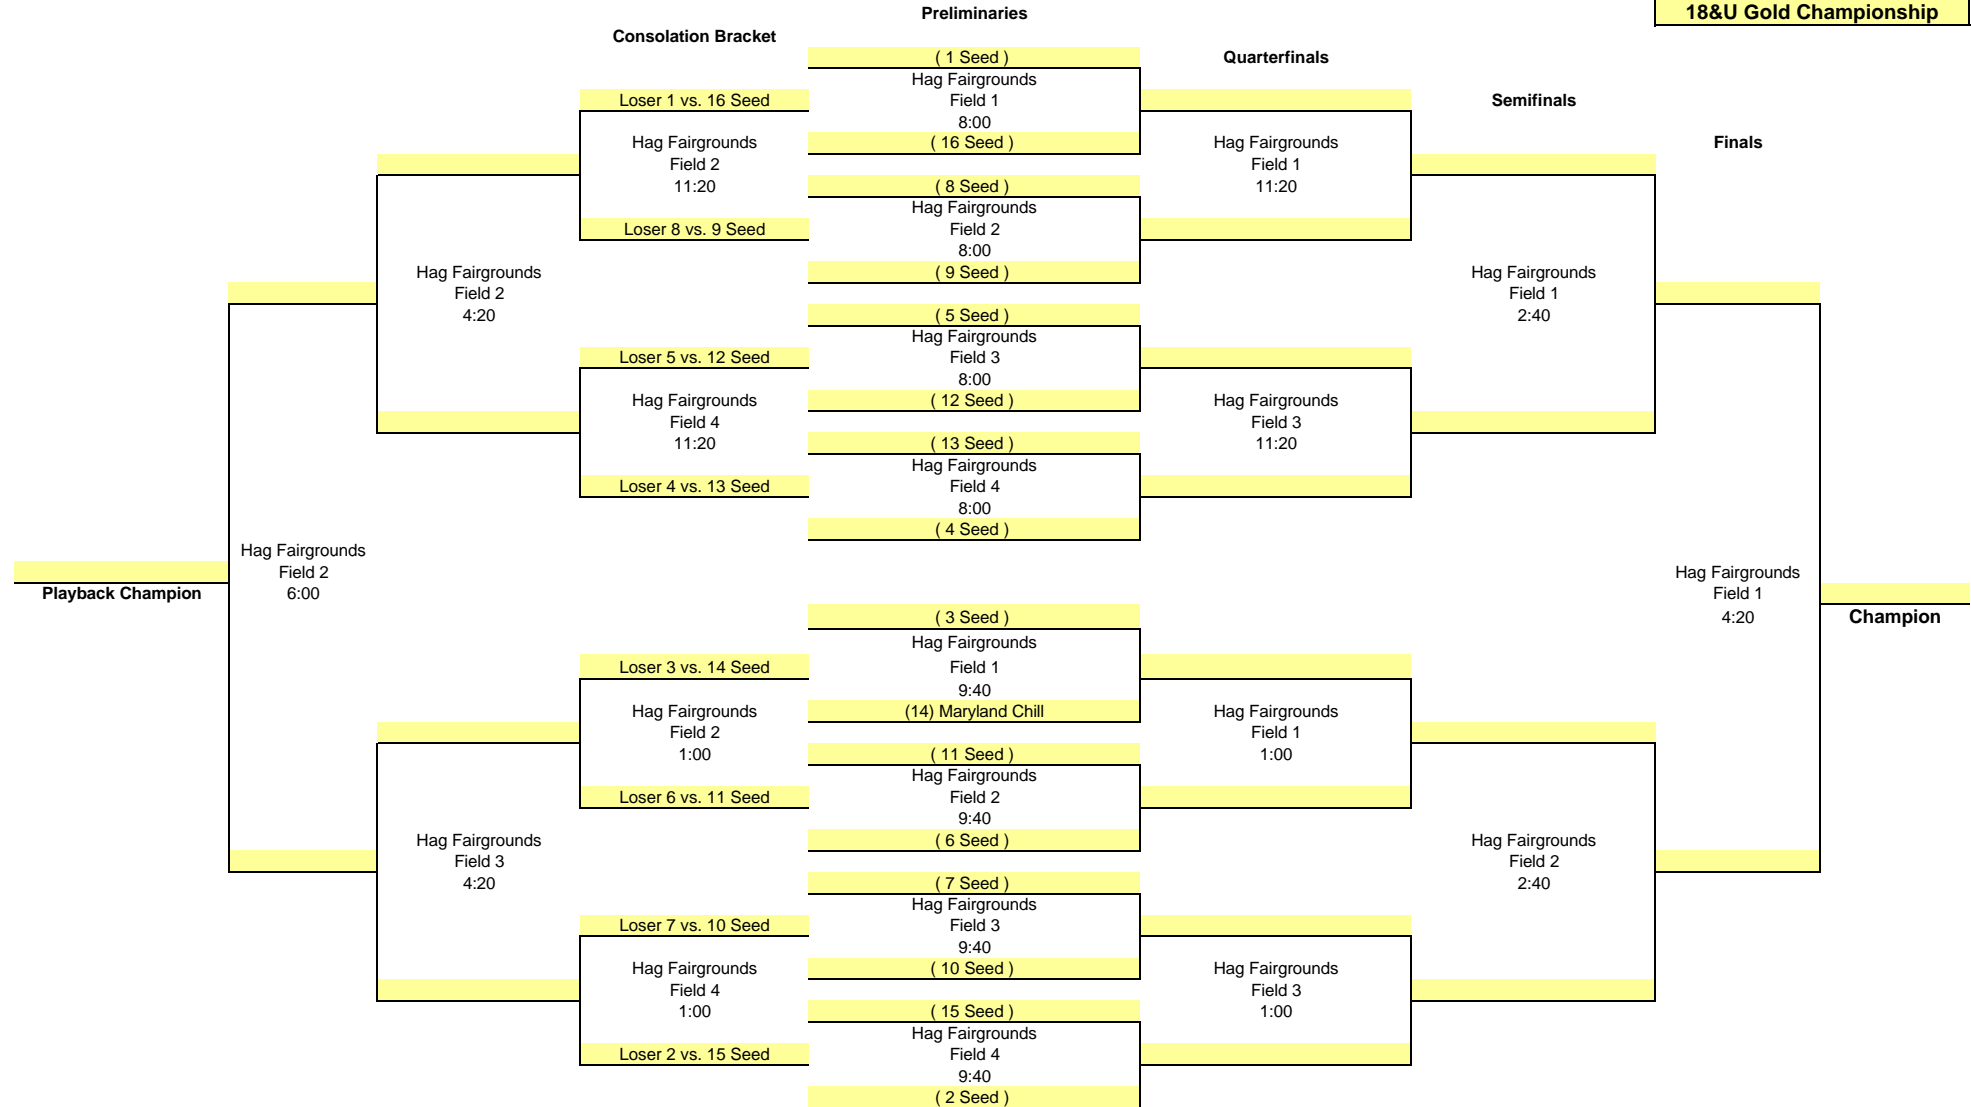 Preliminaries
18&U Gold Championship
Consolation Bracket
( 1 Seed )
Quarterfinals
Hag Fairgrounds
Loser 1 vs. 16 Seed
Field 1
Semifinals
8:00
Hag Fairgrounds
( 16 Seed )
Hag Fairgrounds
Finals
Field 2
Field 1
11:20
( 8 Seed )
11:20
Hag Fairgrounds
Loser 8 vs. 9 Seed
Field 2
8:00
Hag Fairgrounds
( 9 Seed )
Hag Fairgrounds
Field 2
Field 1
4:20
( 5 Seed )
2:40
Hag Fairgrounds
Loser 5 vs. 12 Seed
Field 3
8:00
Hag Fairgrounds
( 12 Seed )
Hag Fairgrounds
Field 4
Field 3
11:20
( 13 Seed )
11:20
Hag Fairgrounds
Loser 4 vs. 13 Seed
Field 4
8:00
( 4 Seed )
Hag Fairgrounds
Field 2
Hag Fairgrounds
Playback Champion
6:00
Field 1
( 3 Seed )
4:20
Champion
Hag Fairgrounds
Loser 3 vs. 14 Seed
Field 1
9:40
Hag Fairgrounds
(14) Maryland Chill
Hag Fairgrounds
Field 2
Field 1
1:00
( 11 Seed )
1:00
Hag Fairgrounds
Loser 6 vs. 11 Seed
Field 2
9:40
Hag Fairgrounds
( 6 Seed )
Hag Fairgrounds
Field 3
Field 2
4:20
( 7 Seed )
2:40
Hag Fairgrounds
Loser 7 vs. 10 Seed
Field 3
9:40
Hag Fairgrounds
( 10 Seed )
Hag Fairgrounds
Field 4
Field 3
1:00
( 15 Seed )
1:00
Hag Fairgrounds
Loser 2 vs. 15 Seed
Field 4
9:40
( 2 Seed )